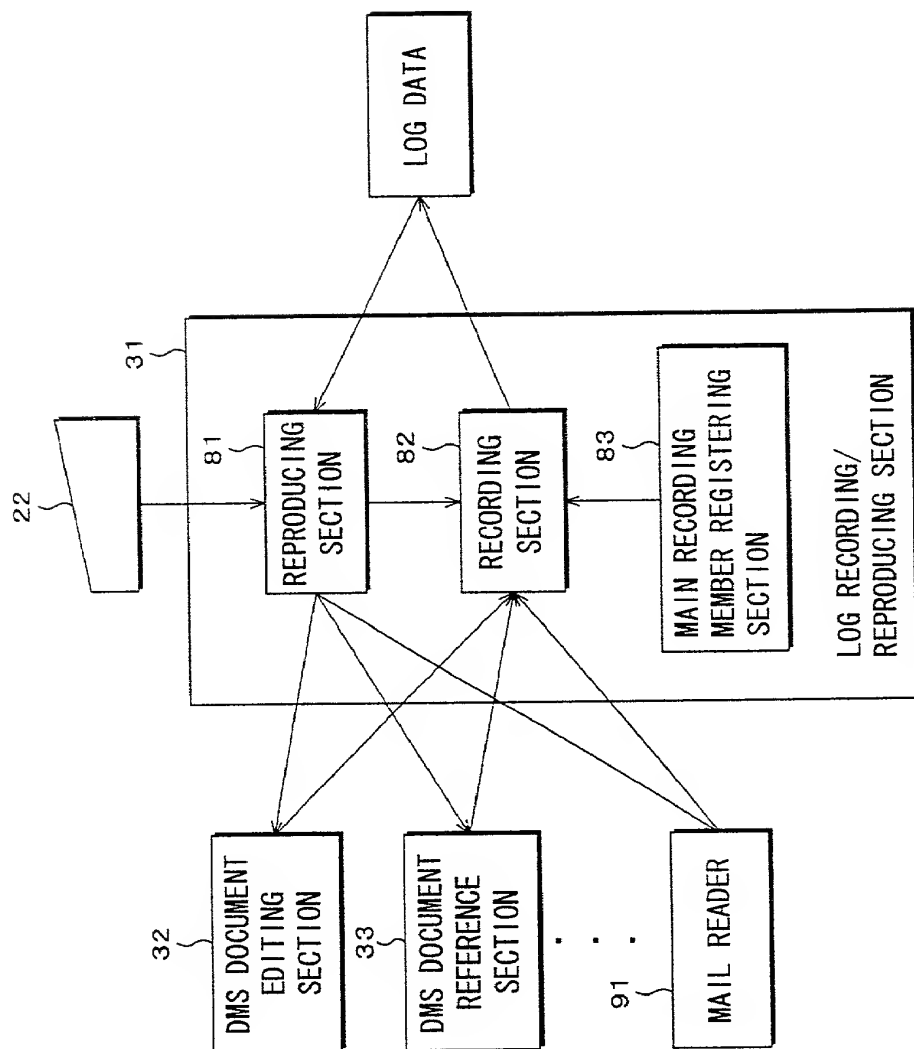 22
31
81
REPRODUCING
SECTION
82
RECORDING
SECTION
83
MAIN RECORDING
MEMBER REGISTERING
SECTION
LOG RECORDING/
REPRODUCING SECTION
LOG DATA
32
DMS DOCUMENT
EDITING
SECTION
33
DMS DOCUMENT
REFERENCE
SECTION
. . .
91
MAIL READER